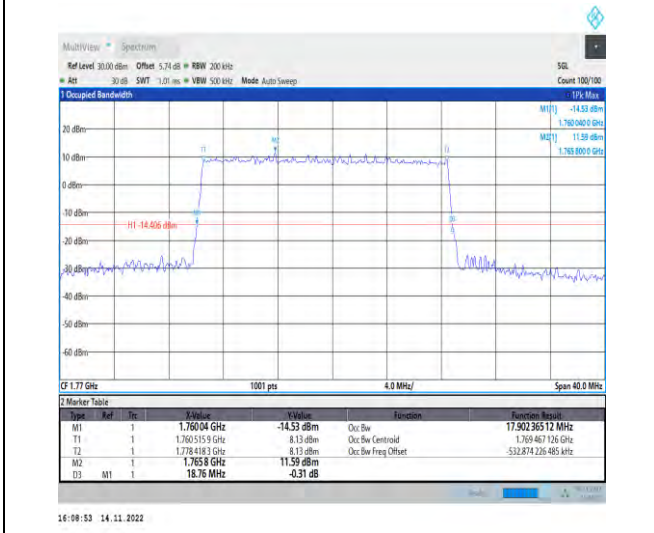 MultiView Spectrum
Ref Level 30.00 dBm Offset 5.74 dB RBW 200 kHz SGL
Att 30 dB SWT 1.01 ms VBW 500 kHz Mode Auto Sweep Count 100/100
1 Occupied Bandwidth 1Pk Max
M1[1] -14.53 dBm
1.760 040 0 GHz
M2[1] 11.59 dBm
1.765 800 0 GHz
20 dBm
M2
T1 T2
10 dBm
0 dBm
-10 dBm
H1 -14.406 dBm
-20 dBm
-30 dBm
-40 dBm
-50 dBm
-60 dBm
CF 1.77 GHz 1001 pts 4.0 MHz/ Span 40.0 MHz
2 Marker Table
Type Ref Trc X-Value Y-Value Function Function Result
M1 1 1.76004 GHz -14.53 dBm Occ Bw 17.902 365 12 MHz
T1 1 1.760 515 9 GHz 8.13 dBm Occ Bw Centroid 1.769 467 126 GHz
T2 1 1.778 418 3 GHz 8.13 dBm Occ Bw Freq Offset -532.874 226 485 kHz
M2 1 1.7658 GHz 11.59 dBm
D3 M1 1 18.76 MHz -0.31 dB
16:08:53 14.11.2022